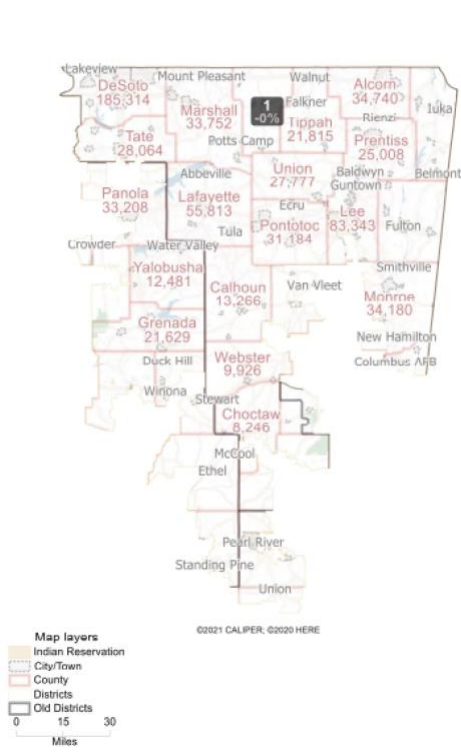 Lakeview
DeSoto
185,314
Mount Pleasant
Walnut
Alcorn
34,740
Marshall
33,752
1
-0%
Falkner
Tippah
21,815
Rienzi
Iuka
Tate
28,064
Potts Camp
Prentiss
25,008
Abbeville
Union
27,777
Baldwyn
Guntown
Belmont
Panola
33,208
Lafayette
55,813
Ecru
Lee
83,343
Tula
Pontotoc
31,184
Fulton
Crowder
Water Valley
Yalobusha
12,481
Calhoun
13,266
Van Vleet
Smithville
Monroe
34,180
Grenada
21,629
New Hamilton
Duck Hill
Webster
9,926
Columbus AFB
Winona
Stewart
Choctaw
8,246
McCool
Ethel
Pearl River
Standing Pine
Union
©2021 CALIPER; ©2020 HERE
Map layers
Indian Reservation
City/Town
County
Districts
Old Districts
0 15 30
Miles